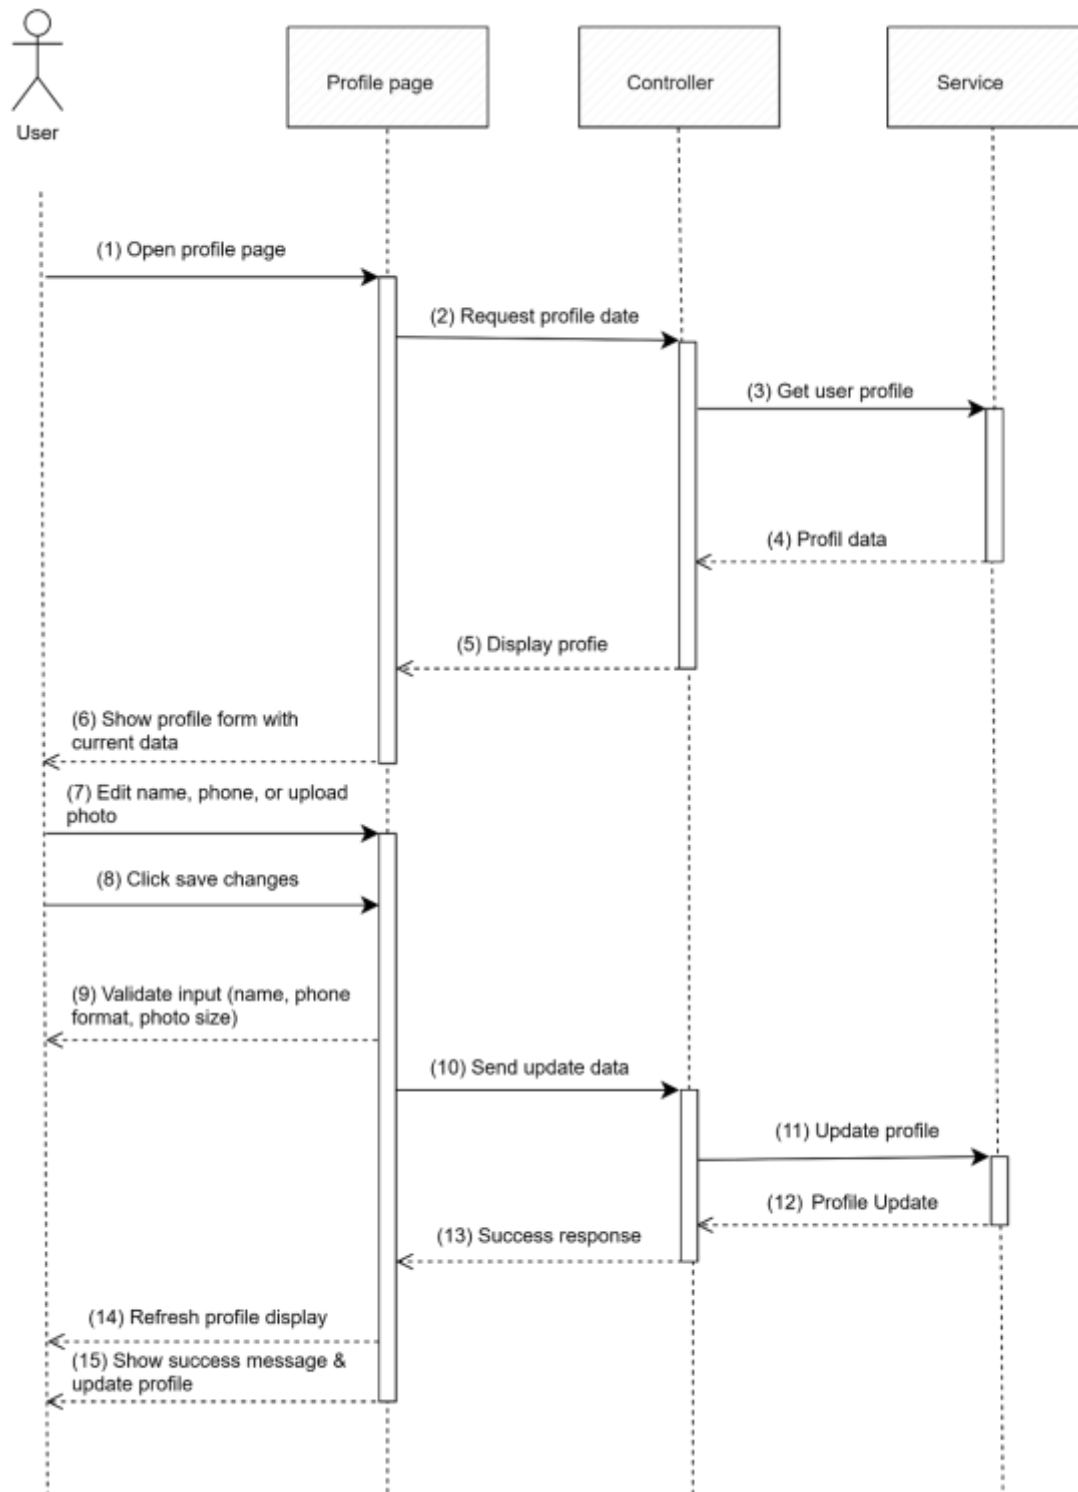 User
Profile page
Controller
Service
(1) Open profile page
(2) Request profile date
(3) Get user profile
(4) Profil data
(5) Display profie
(6) Show profile form with
current data
(7) Edit name, phone, or upload
photo
(8) Click save changes
(9) Validate input (name, phone
format, photo size)
(10) Send update data
(11) Update profile
(12) Profile Update
(13) Success response
(14) Refresh profile display
(15) Show success message &
update profile